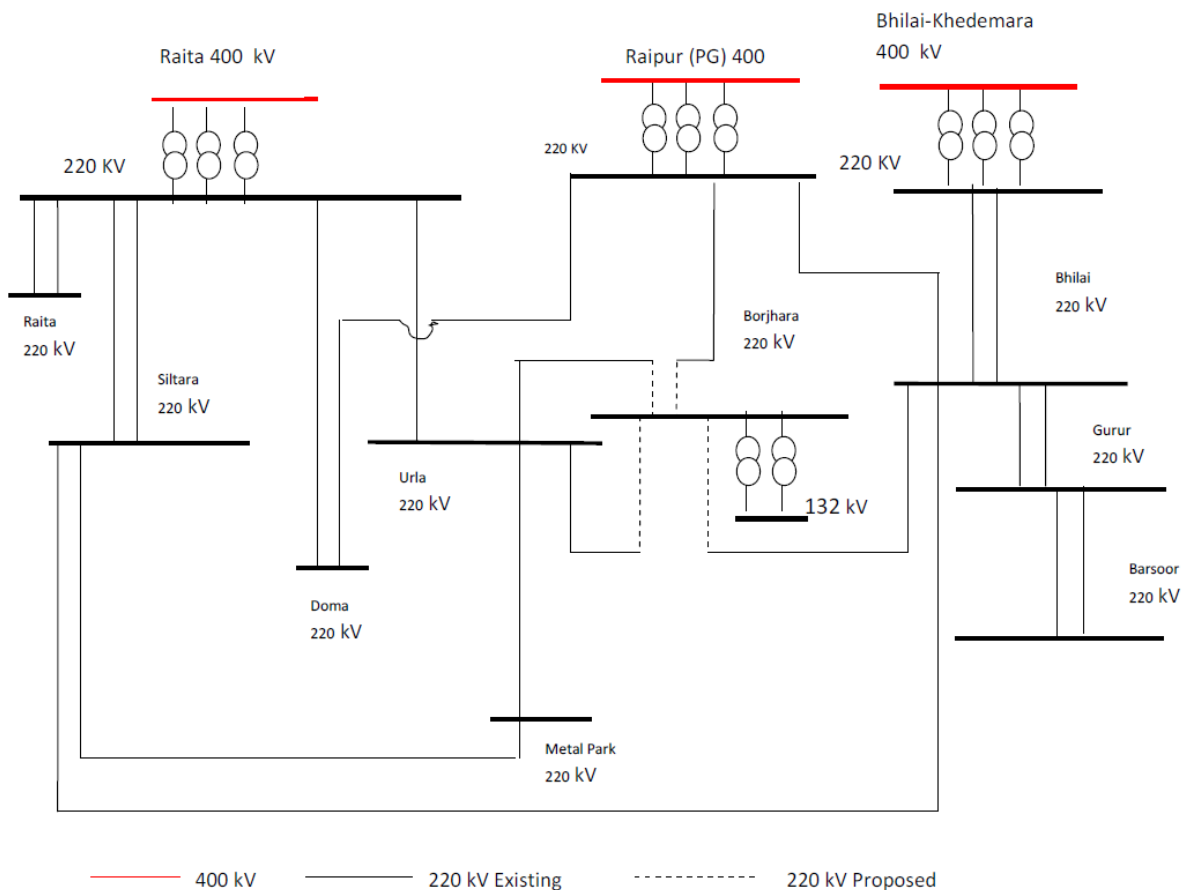 Raita 400 kV
Raipur (PG) 400
Bhilai-Khedemara
400 kV
220 KV
220 KV
220 KV
Raita
220 kV
Siltara
220 kV
Borjhara
220 kV
Bhilai
220 kV
Urla
220 kV
132 kV
Gurur
220 kV
Doma
220 kV
Barsoor
220 kV
Metal Park
220 kV
400 kV
220 kV Existing
220 kV Proposed